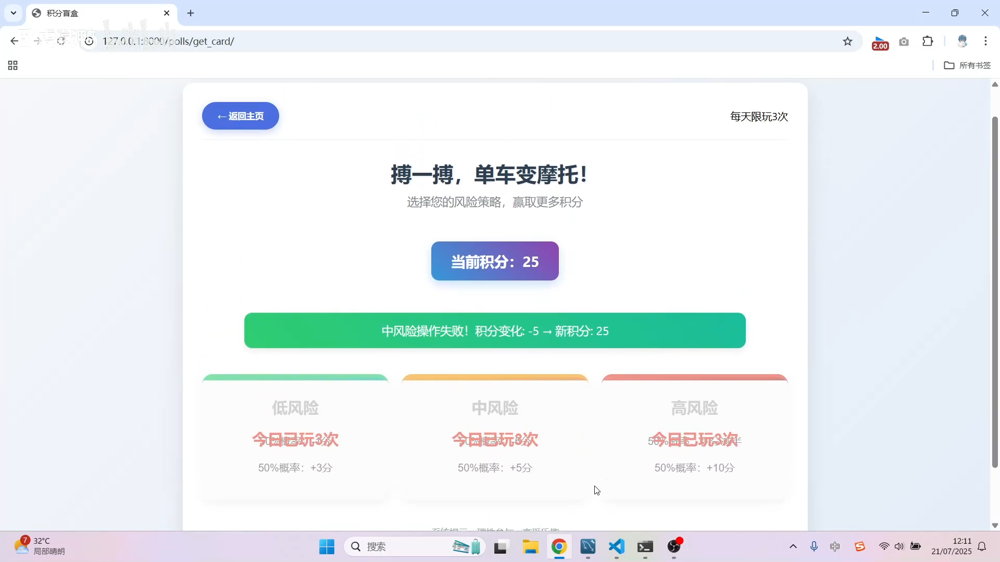 积分盲盒
127.0.0.1:8000/polls/get_card/
2.00
所有书签
←返回主页
每天限玩3次
搏一搏，单车变摩托！
选择您的风险策略，赢取更多积分
当前积分：25
中风险操作失败！积分变化: -5 → 新积分: 25
低风险
中风险
高风险
今日已玩3次
今日已玩3次
今日已玩3次
50%概率：+3分
50%概率：+5分
50%概率：+10分
7
32°C
局部晴朗
搜索
中
12:11
21/07/2025